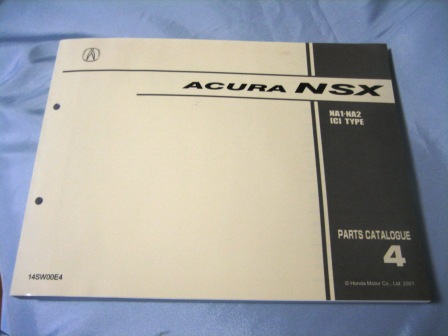 ACURA NSX
NA1·NA2
(C) TYPE
PARTS CATALOGUE
4
© Honda Motor Co., Ltd. 2001
14SW00E4